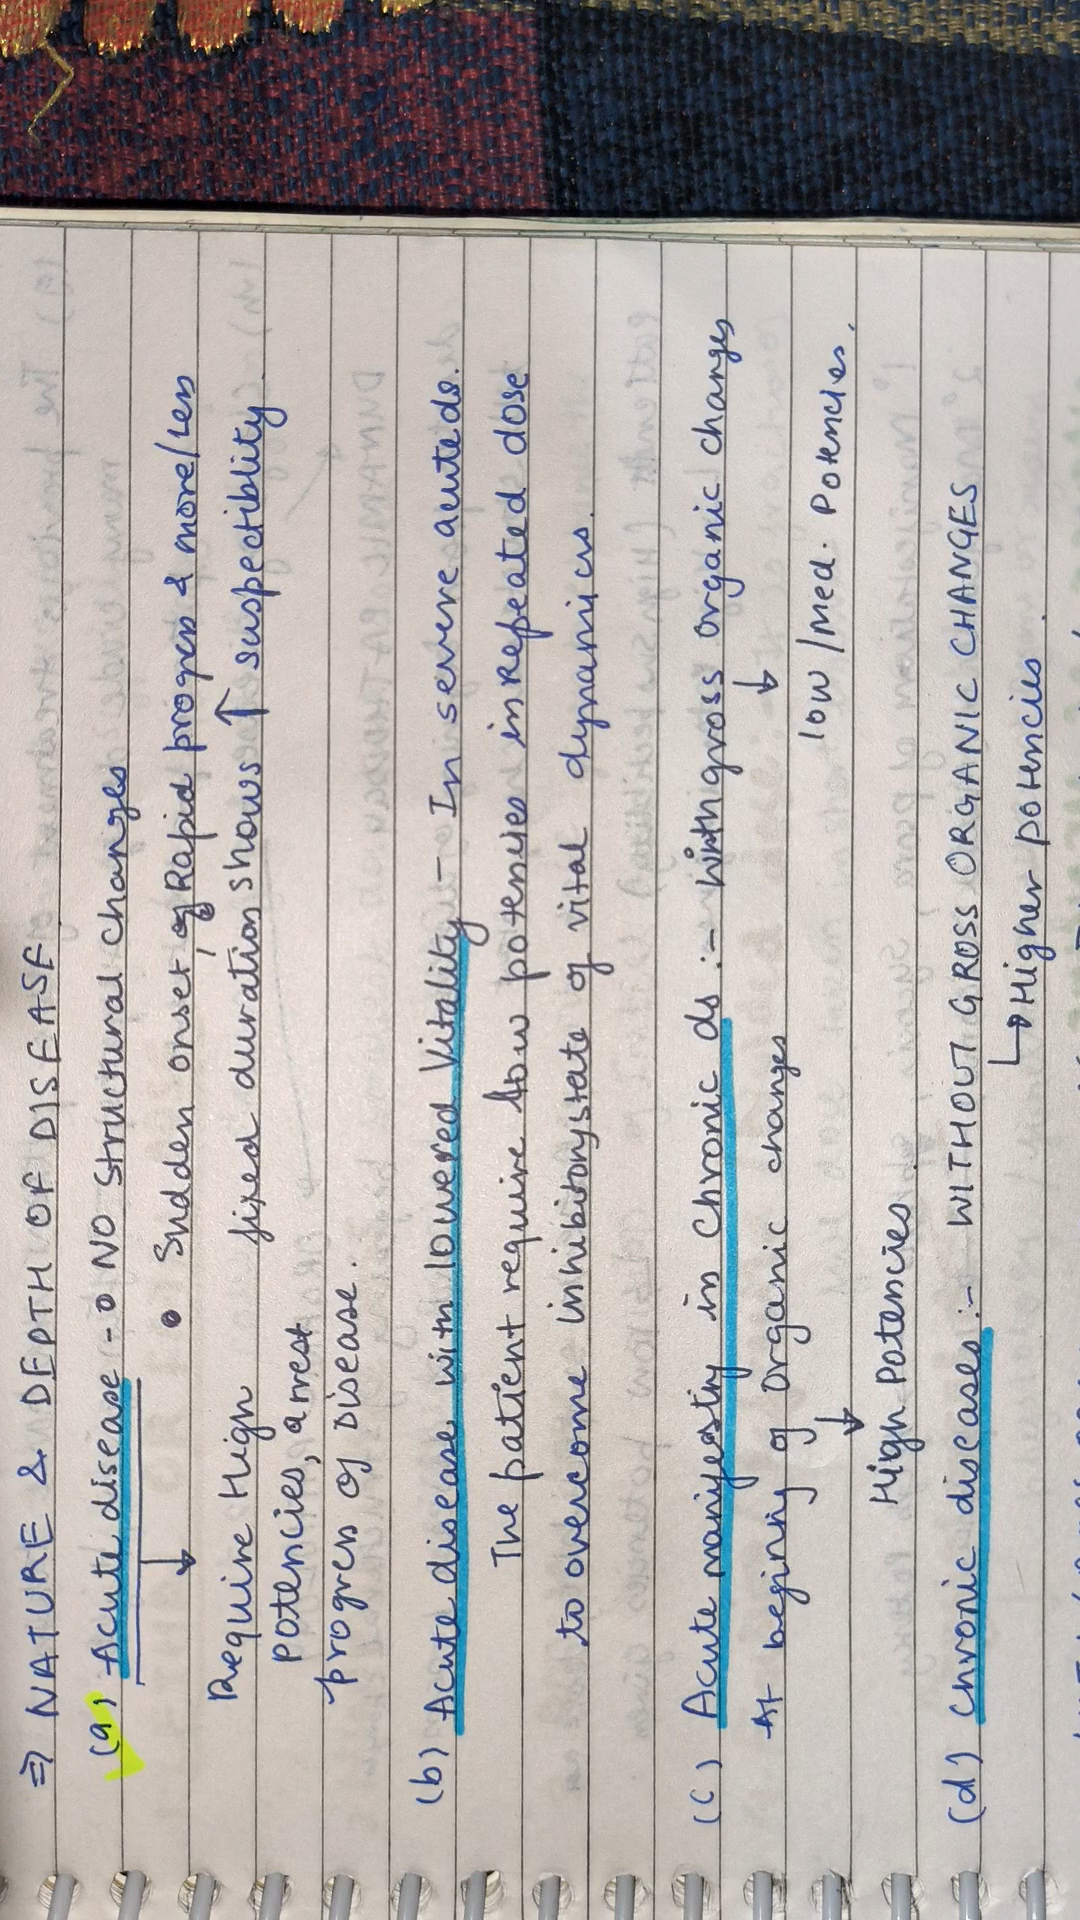 ⇒ NATURE & DEPTH OF DISEASE
(a) Acute disease - • NO Structural changes
• Sudden onset, of Rapid progress & more/less
Require High fixed duration shows ↑ suspectiblity
potencies, arrest
progress of Disease.
(b) Acute disease with lowered Vitality - In severe acute ds.
The patient require low potencies in repeated dose
to overcome inhibitory state of vital dynamics.
(c) Acute manifestn in chronic ds :- with gross organic changes
At beginng of organic changes ↓
↓ low/med. Potencies.
High Potencies
(d) Chronic diseases :- WITHOUT GROSS ORGANIC CHANGES
↳ Higher potencies